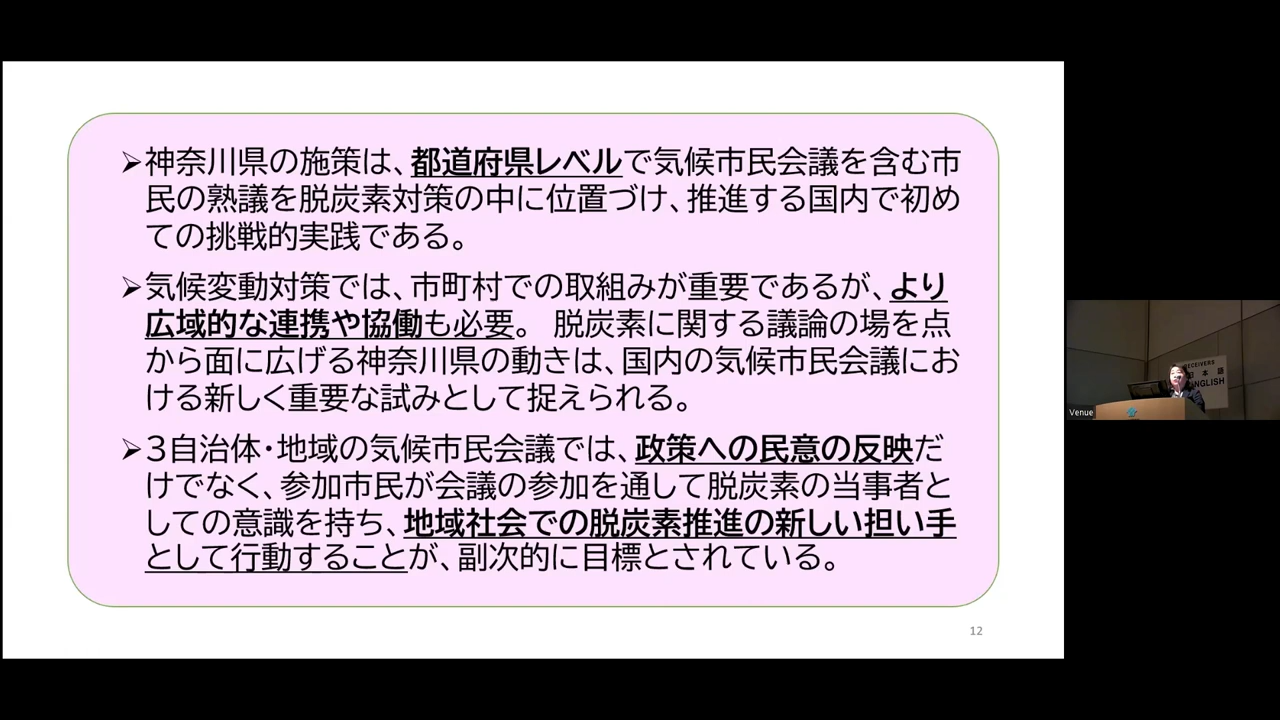 ➢神奈川県の施策は、都道府県レベルで気候市民会議を含む市
民の熟議を脱炭素対策の中に位置づけ、推進する国内で初め
ての挑戦的実践である。
➢気候変動対策では、市町村での取組みが重要であるが、より
広域的な連携や協働も必要。 脱炭素に関する議論の場を点
から面に広げる神奈川県の動きは、国内の気候市民会議にお
ける新しく重要な試みとして捉えられる。
➢３自治体・地域の気候市民会議では、政策への民意の反映だ
けでなく、参加市民が会議の参加を通して脱炭素の当事者と
しての意識を持ち、地域社会での脱炭素推進の新しい担い手
として行動することが、副次的に目標とされている。
12
Venue
ENGLISH